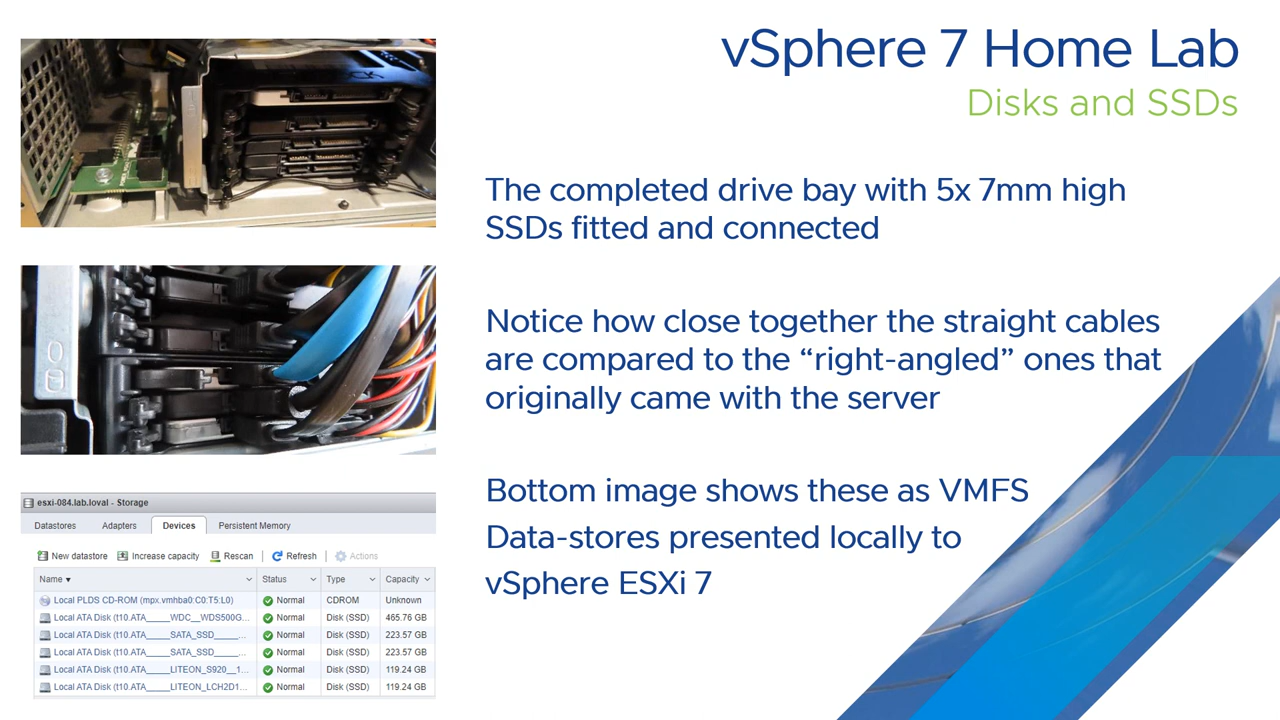 vSphere 7 Home Lab
Disks and SSDs
The completed drive bay with 5x 7mm high
SSDs fitted and connected
Notice how close together the straight cables
are compared to the “right-angled” ones that
originally came with the server
Bottom image shows these as VMFS
Data-stores presented locally to
vSphere ESXi 7
esxi-084.lab.loval - Storage
Datastores Adapters Devices Persistent Memory
New datastore Increase capacity Rescan Refresh Actions
Name Status Type Capacity
Local PLDS CD-ROM (mpx.vmhba0:C0:T5:L0) Normal CDROM Unknown
Local ATA Disk (t10.ATA_____WDC__WDS500G... Normal Disk (SSD) 465.76 GB
Local ATA Disk (t10.ATA_____SATA_SSD_____... Normal Disk (SSD) 223.57 GB
Local ATA Disk (t10.ATA_____SATA_SSD_____... Normal Disk (SSD) 223.57 GB
Local ATA Disk (t10.ATA_____LITEON_S920__1... Normal Disk (SSD) 119.24 GB
Local ATA Disk (t10.ATA_____LITEON_LCH2D1... Normal Disk (SSD) 119.24 GB